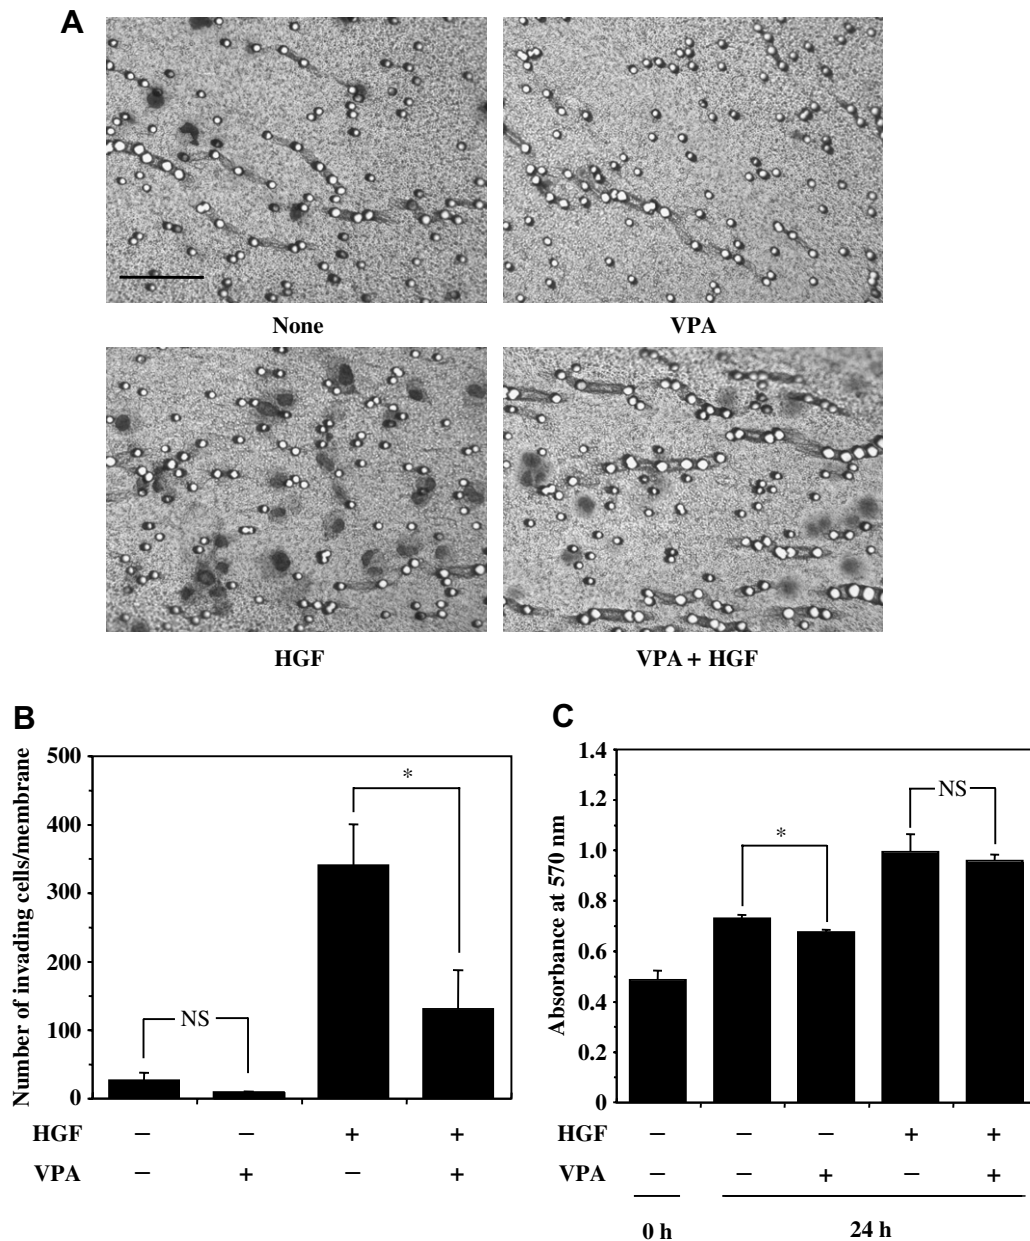 A
None
VPA
HGF
VPA + HGF
B
Number of invading cells/membrane
500
400
300
200
100
0
NS
*
HGF − − + +
VPA − + − +
C
Absorbance at 570 nm
1.4
1.2
1.0
0.8
0.6
0.4
0.2
0
*
NS
HGF − − − + +
VPA − − + − +
0 h 24 h